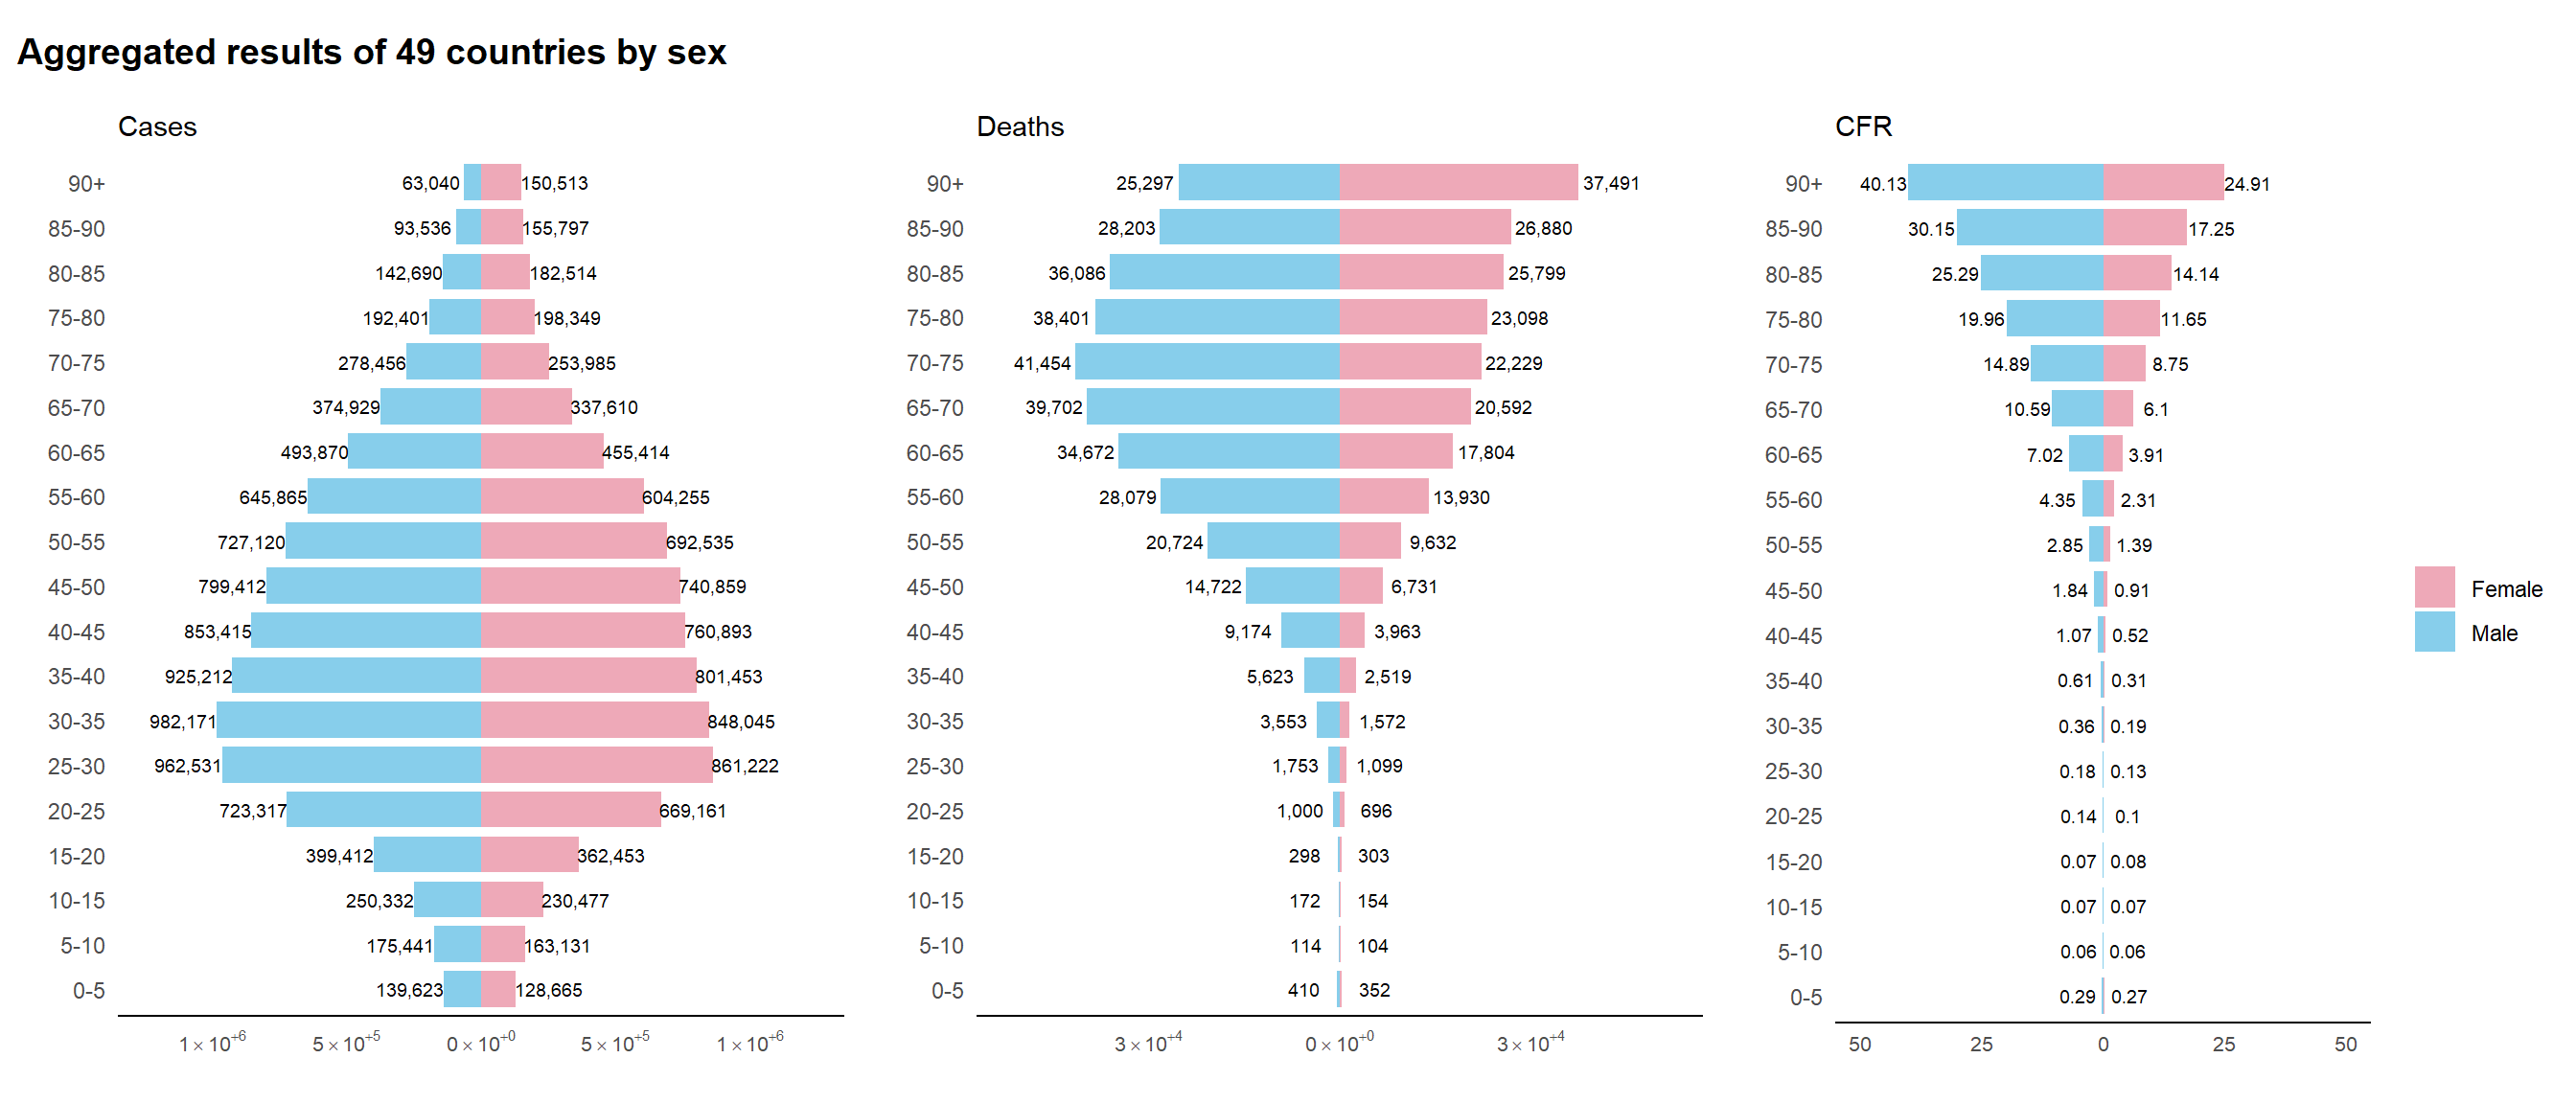 Aggregated results of 49 countries by sex
Cases
90+ 63,040 150,513
85-90 93,536 155,797
80-85 142,690 182,514
75-80 192,401 198,349
70-75 278,456 253,985
65-70 374,929 337,610
60-65 493,870 455,414
55-60 645,865 604,255
50-55 727,120 692,535
45-50 799,412 740,859
40-45 853,415 760,893
35-40 925,212 801,453
30-35 982,171 848,045
25-30 962,531 861,222
20-25 723,317 669,161
15-20 399,412 362,453
10-15 250,332 230,477
5-10 175,441 163,131
0-5 139,623 128,665
1×10⁺⁶ 5×10⁺⁵ 0×10⁺⁰ 5×10⁺⁵ 1×10⁺⁶
Deaths
90+ 25,297 37,491
85-90 28,203 26,880
80-85 36,086 25,799
75-80 38,401 23,098
70-75 41,454 22,229
65-70 39,702 20,592
60-65 34,672 17,804
55-60 28,079 13,930
50-55 20,724 9,632
45-50 14,722 6,731
40-45 9,174 3,963
35-40 5,623 2,519
30-35 3,553 1,572
25-30 1,753 1,099
20-25 1,000 696
15-20 298 303
10-15 172 154
5-10 114 104
0-5 410 352
3×10⁺⁴ 0×10⁺⁰ 3×10⁺⁴
CFR
90+ 40.13 24.91
85-90 30.15 17.25
80-85 25.29 14.14
75-80 19.96 11.65
70-75 14.89 8.75
65-70 10.59 6.1
60-65 7.02 3.91
55-60 4.35 2.31
50-55 2.85 1.39
45-50 1.84 0.91
40-45 1.07 0.52
35-40 0.61 0.31
30-35 0.36 0.19
25-30 0.18 0.13
20-25 0.14 0.1
15-20 0.07 0.08
10-15 0.07 0.07
5-10 0.06 0.06
0-5 0.29 0.27
50 25 0 25 50
Female
Male